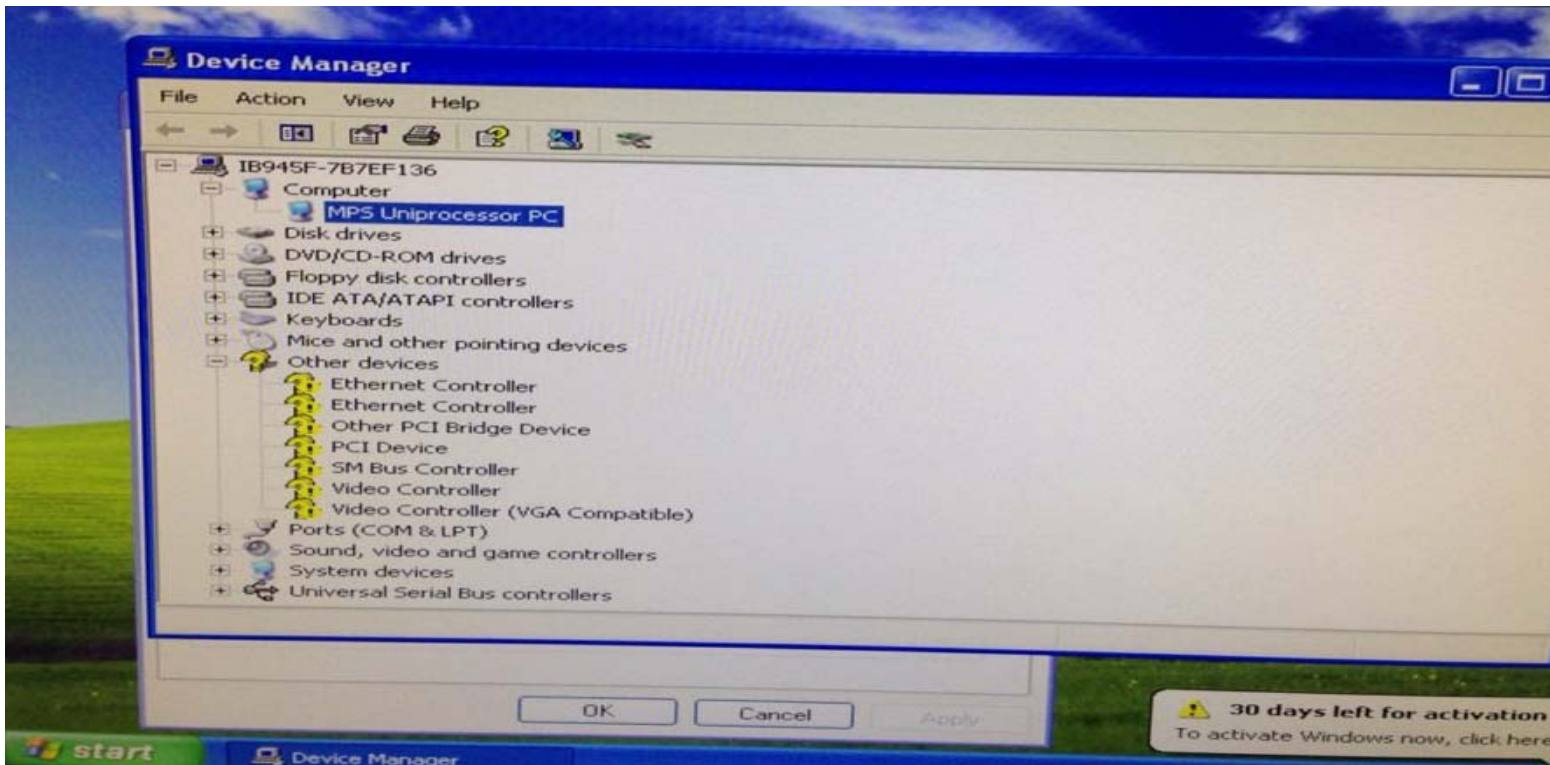 Device Manager
File Action View Help
IB945F-7B7EF136
Computer
MPS Uniprocessor PC
Disk drives
DVD/CD-ROM drives
Floppy disk controllers
IDE ATA/ATAPI controllers
Keyboards
Mice and other pointing devices
Other devices
Ethernet Controller
Ethernet Controller
Other PCI Bridge Device
PCI Device
SM Bus Controller
Video Controller
Video Controller (VGA Compatible)
Ports (COM & LPT)
Sound, video and game controllers
System devices
Universal Serial Bus controllers
OK Cancel Apply
30 days left for activation
To activate Windows now, click here
start Device Manager